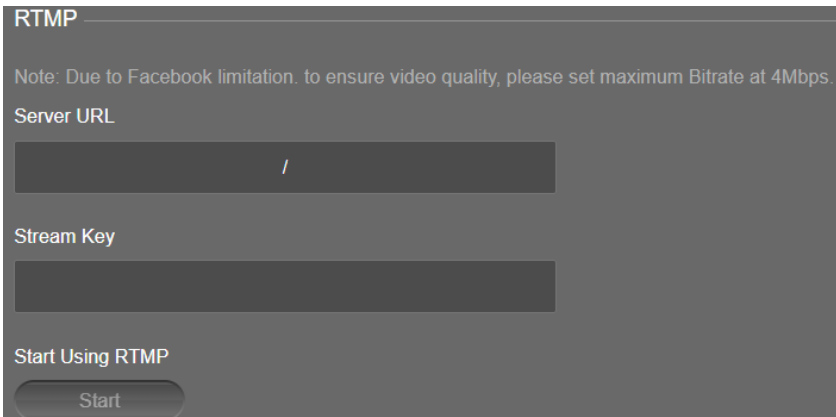 RTMP
Note: Due to Facebook limitation. to ensure video quality, please set maximum Bitrate at 4Mbps.
Server URL
/
Stream Key
Start Using RTMP
Start